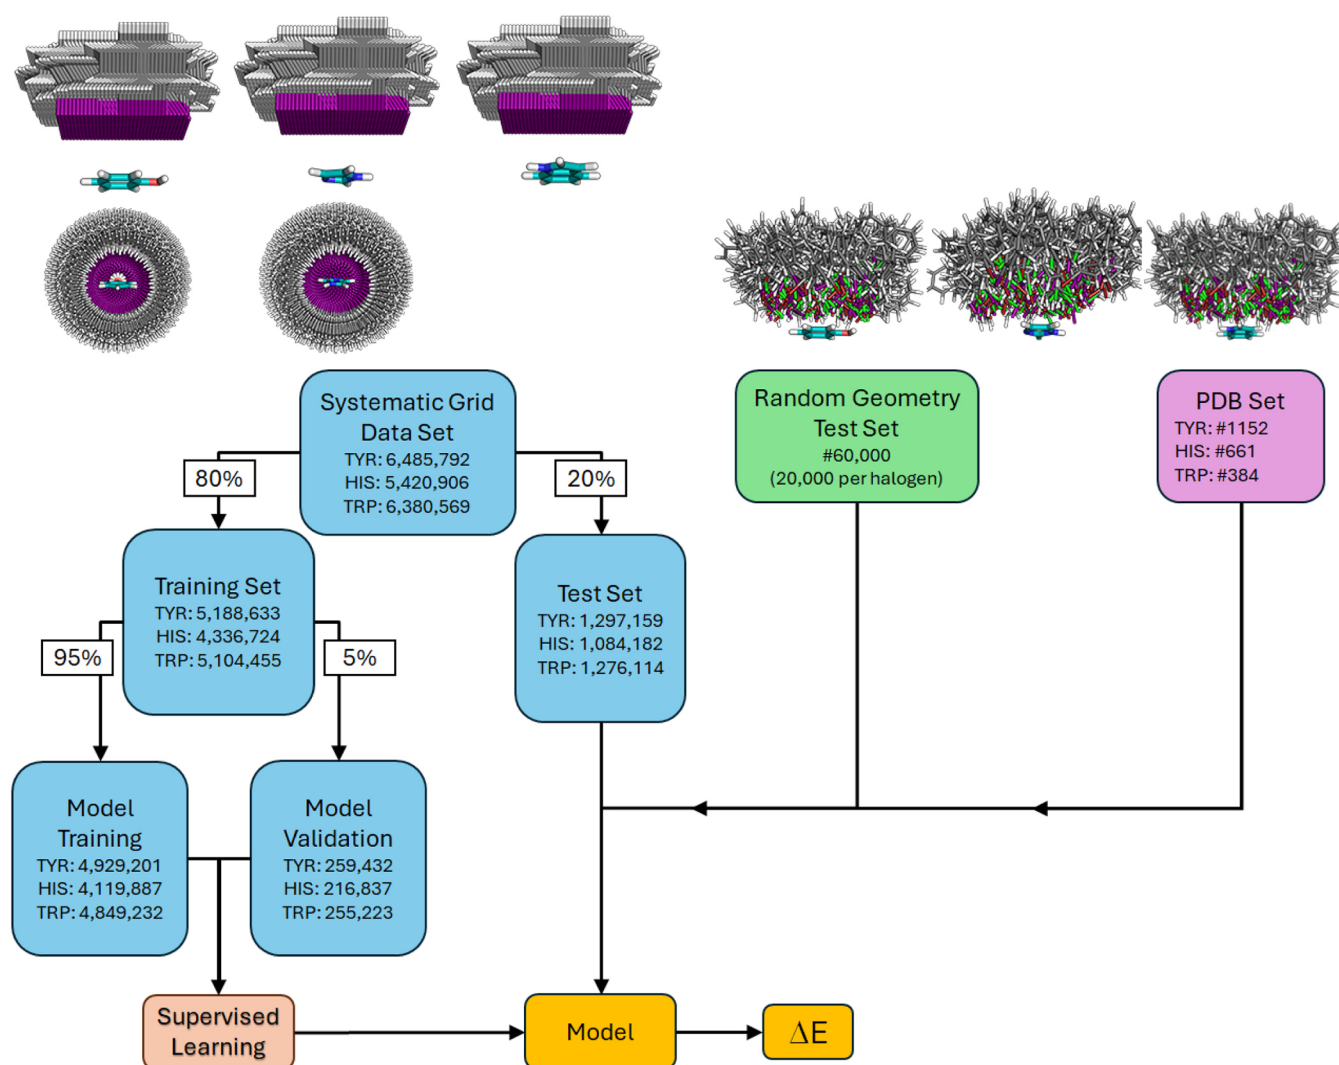 Systematic Grid
Data Set
TYR: 6,485,792
HIS: 5,420,906
TRP: 6,380,569
Random Geometry
Test Set
#60,000
(20,000 per halogen)
PDB Set
TYR: #1152
HIS: #661
TRP: #384
80%
20%
Training Set
TYR: 5,188,633
HIS: 4,336,724
TRP: 5,104,455
Test Set
TYR: 1,297,159
HIS: 1,084,182
TRP: 1,276,114
95%
5%
Model
Training
TYR: 4,929,201
HIS: 4,119,887
TRP: 4,849,232
Model
Validation
TYR: 259,432
HIS: 216,837
TRP: 255,223
Supervised
Learning
Model
ΔE